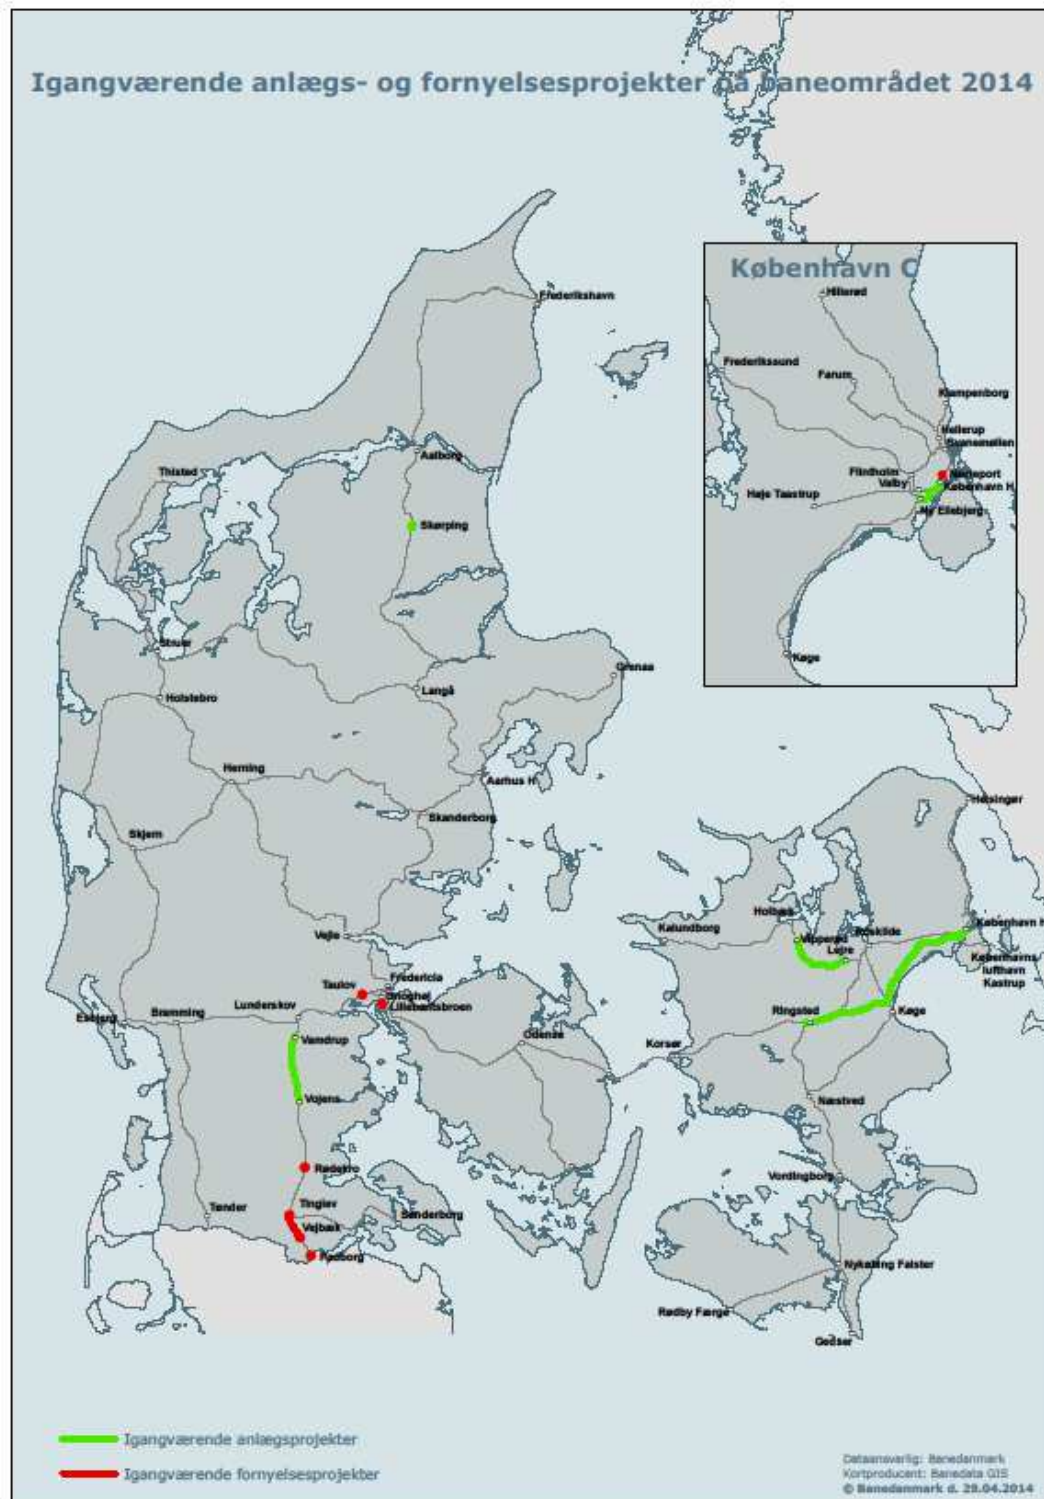 Igangværende anlægs- og fornyelsesprojekter på baneområdet 2014
København C
Hillerød
Frederikssund
Farum
Klampenborg
Hellerup
Svanemøllen
Flintholm
Nørreport
Valby
København H
Høje Taastrup
Ny Ellebjerg
Køge
Frederikshavn
Aalborg
Thisted
Skørping
Struer
Grenaa
Langå
Holstebro
Herning
Aarhus H
Skanderborg
Skjern
Helsingør
Holbæk
København H
Kalundborg
Vipperød
Roskilde
Lejre
Københavns
lufthavn
Kastrup
Vejle
Fredericia
Taulov
Snoghøj
Lillebæltsbroen
Lunderskov
Esbjerg
Bramming
Ringsted
Køge
Vamdrup
Odense
Korsør
Vojens
Næstved
Rødekro
Vordingborg
Tinglev
Tønder
Sønderborg
Vejbæk
Padborg
Nykøbing Falster
Rødby Færge
Gedser
Igangværende anlægsprojekter
Igangværende fornyelsesprojekter
Dataansvarlig: Banedanmark
Kortproducent: Banedata GIS
© Banedanmark d. 29.04.2014